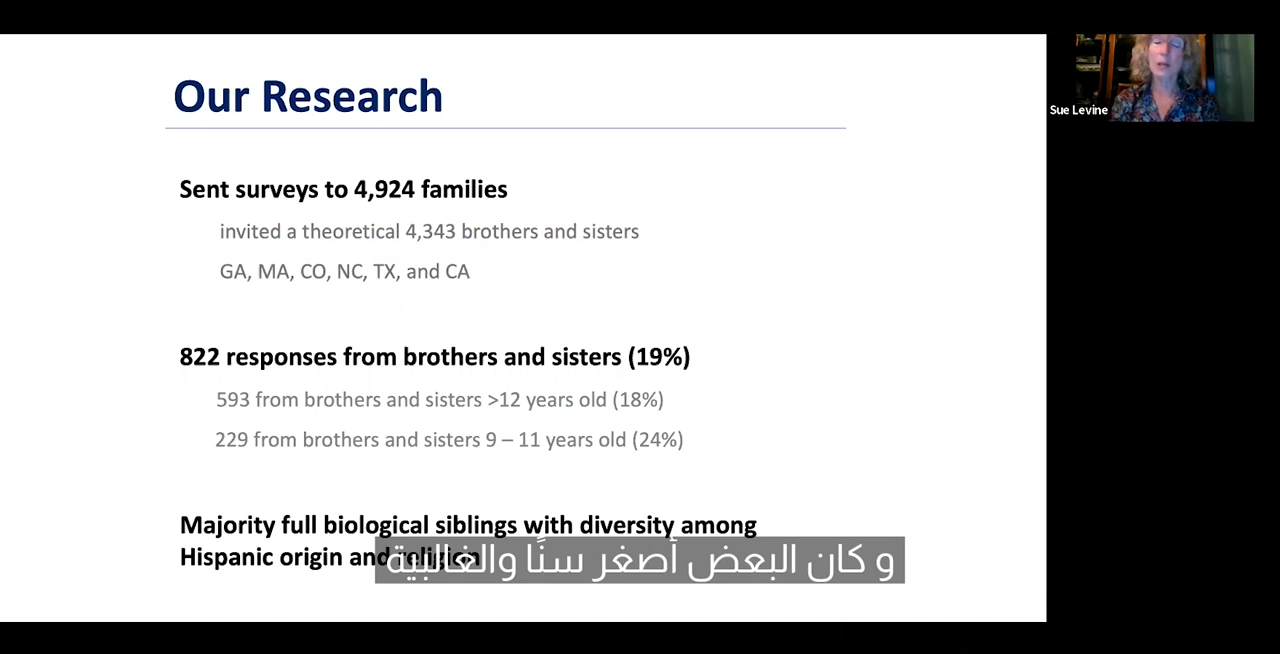 Our Research
Sue Levine
Sent surveys to 4,924 families
invited a theoretical 4,343 brothers and sisters
GA, MA, CO, NC, TX, and CA
822 responses from brothers and sisters (19%)
593 from brothers and sisters >12 years old (18%)
229 from brothers and sisters 9 – 11 years old (24%)
Majority full biological siblings with diversity among
Hispanic origin and religion
و كان البعض أصغر سنًا والغالبية